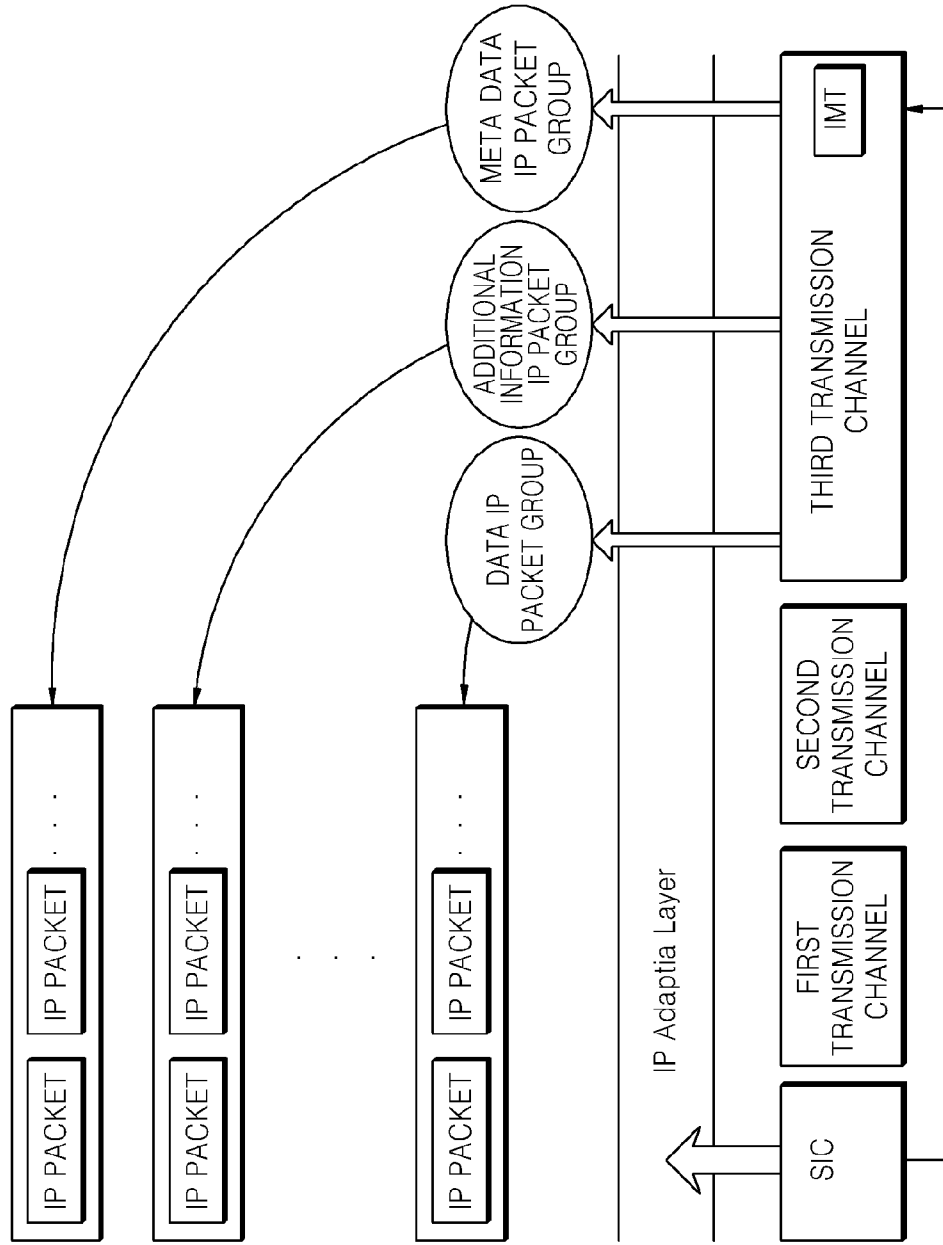 IP PACKET
IP PACKET
. . .
IP PACKET
IP PACKET
. . .
. . .
IP PACKET
IP PACKET
. . .
DATA IP
PACKET GROUP
ADDITIONAL
INFORMATION
IP PACKET
GROUP
META DATA
IP PACKET
GROUP
IP Adaptia Layer
SIC
FIRST
TRANSMISSION
CHANNEL
SECOND
TRANSMISSION
CHANNEL
THIRD TRANSMISSION
CHANNEL
IMT